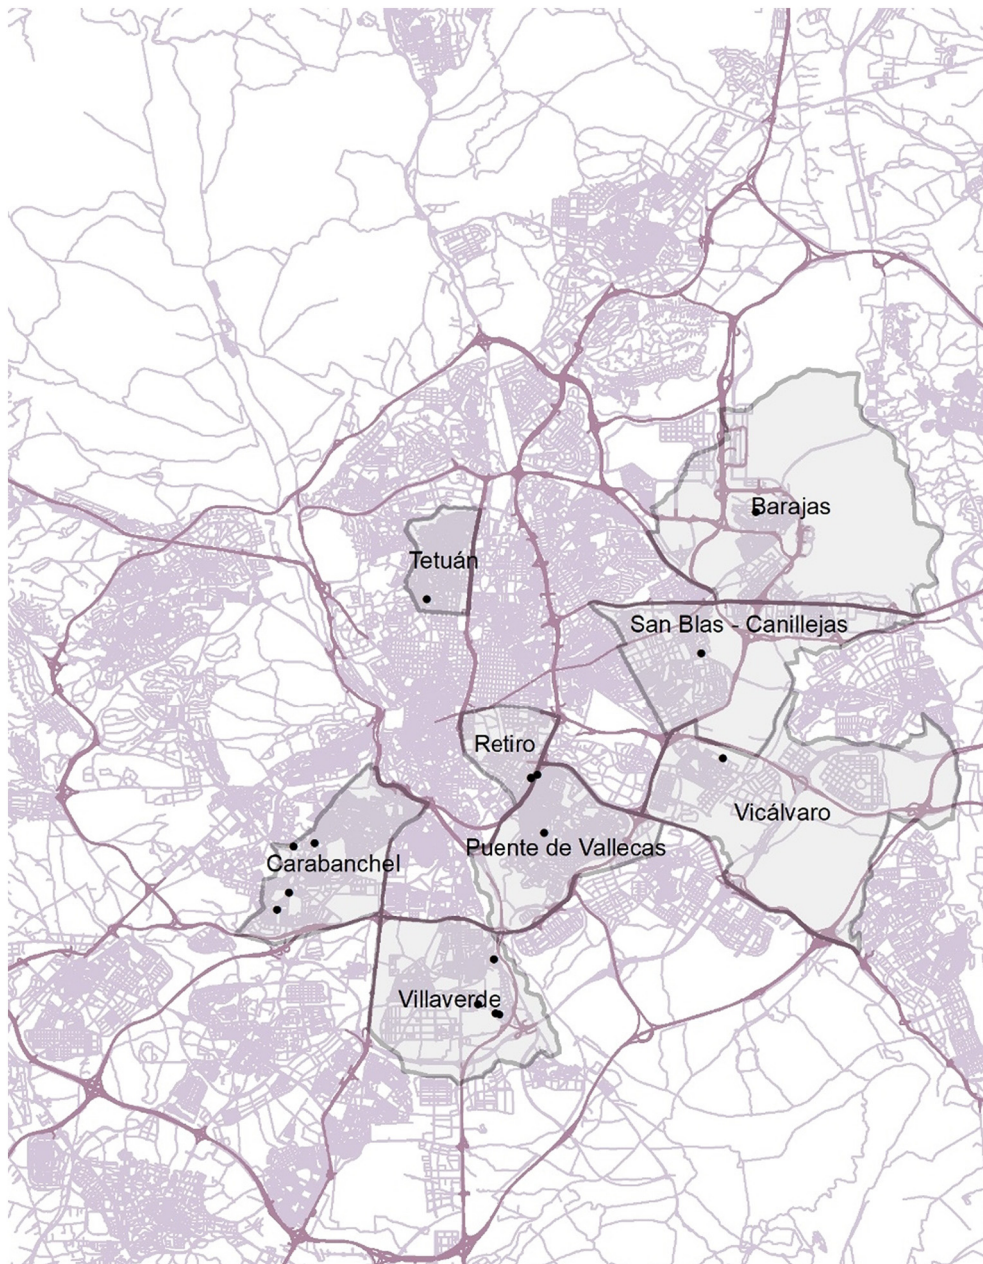 Barajas
Tetuán
San Blas - Canillejas
Retiro
Vicálvaro
Puente de Vallecas
Carabanchel
Villaverde